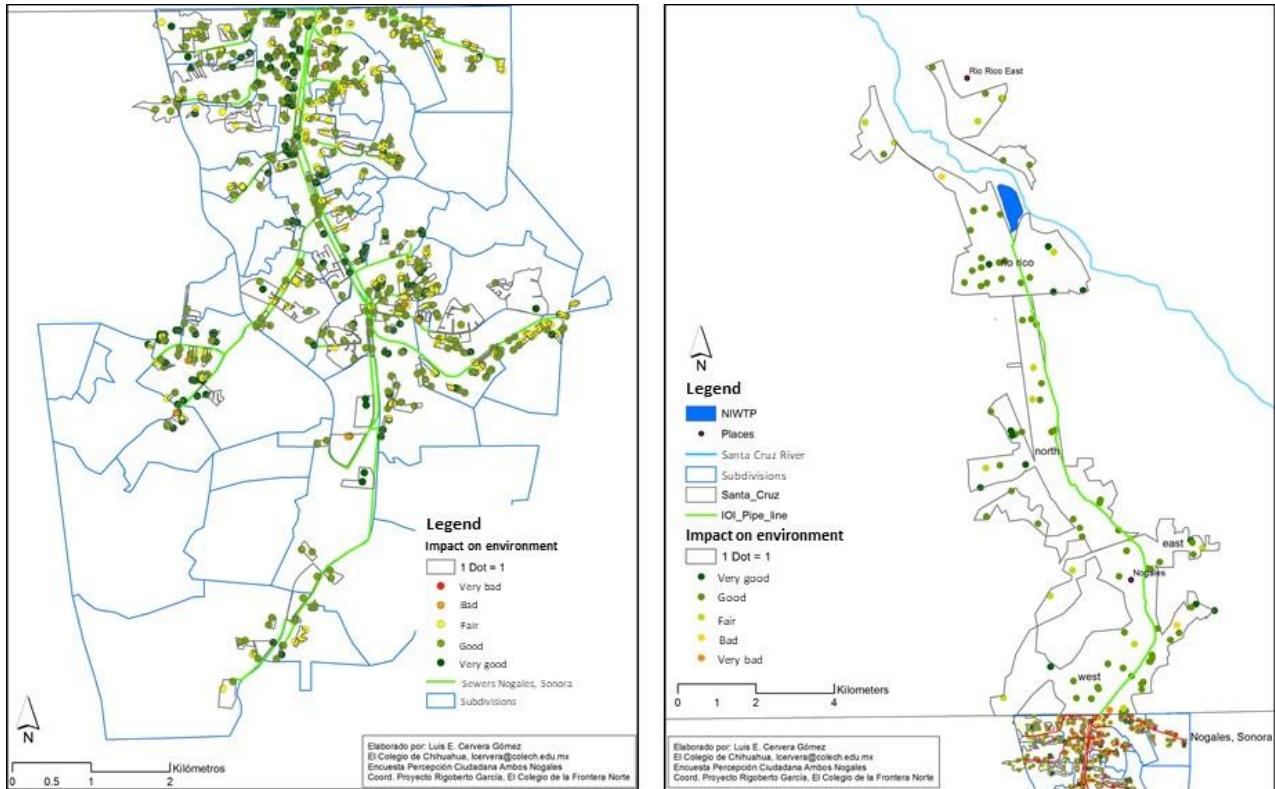 Legend
Impact on environment
1 Dot = 1
Very bad
Bad
Fair
Good
Very good
Sewers Nogales, Sonora
Subdivisions
N
0 0.5 1 2 Kilómetros
Elaborado por: Luis E. Cervera Gómez
El Colegio de Chihuahua, lcervera@colech.edu.mx
Encuesta Percepción Ciudadana Ambos Nogales
Coord. Proyecto Rigoberto García, El Colegio de la Frontera Norte
Rio Rico East
rio rico
N
Legend
NIWTP
Places
Santa Cruz River
Subdivisions
Santa_Cruz
IOI_Pipe_line
Impact on environment
1 Dot = 1
Very good
Good
Fair
Bad
Very bad
north
east
Nogales
west
Kilometers
0 1 2 4
Nogales, Sonora
Elaborado por: Luis E. Cervera Gómez
El Colegio de Chihuahua, lcervera@colech.edu.mx
Encuesta Percepción Ciudadana Ambos Nogales
Coord. Proyecto Rigoberto García, El Colegio de la Frontera Norte